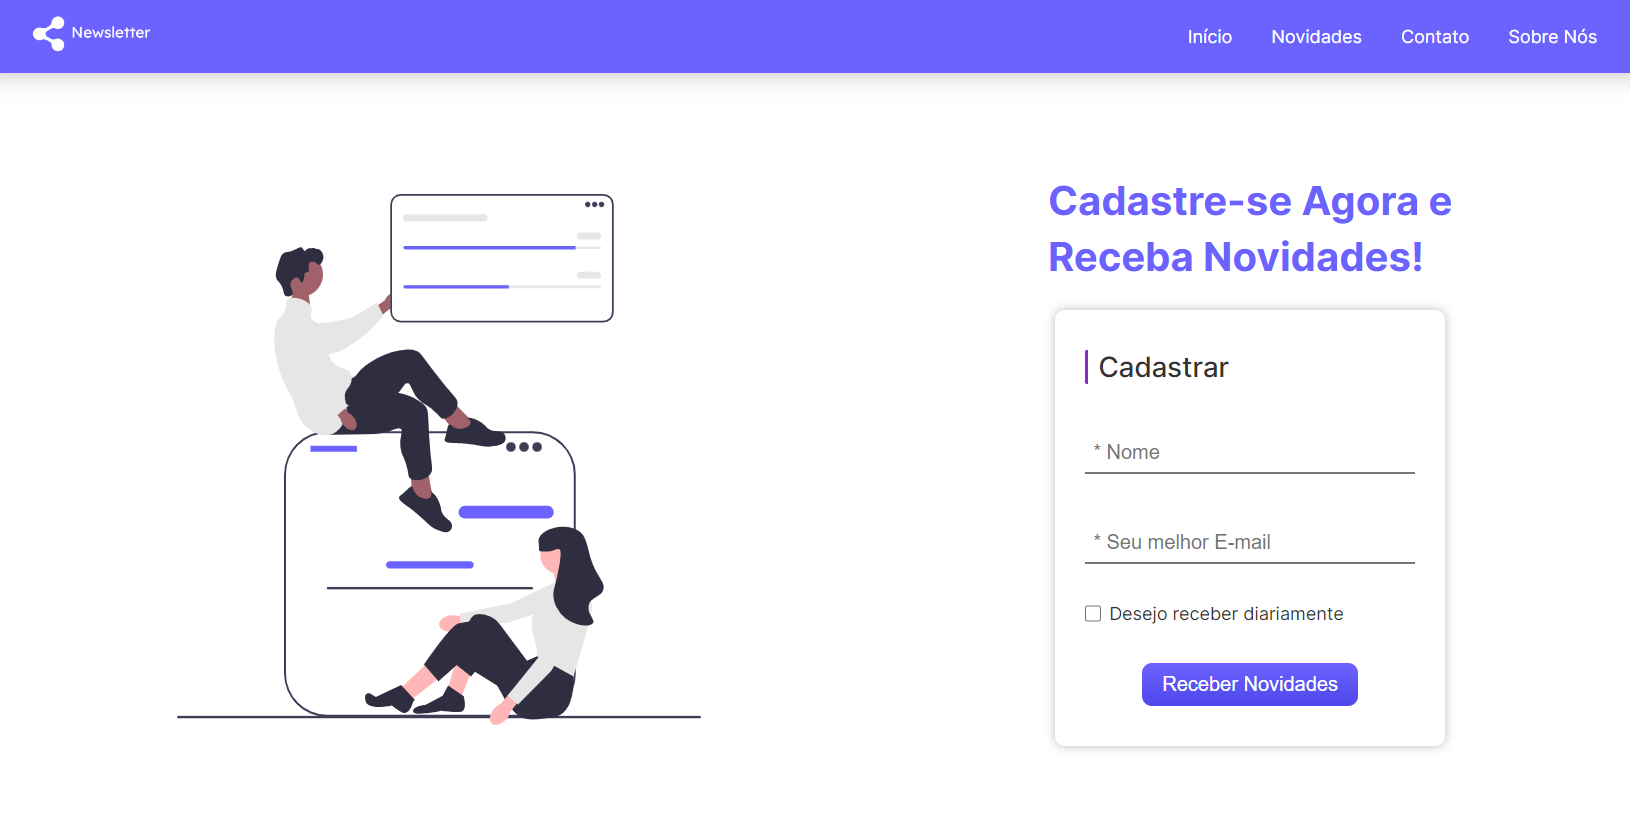 Newsletter
Início Novidades Contato Sobre Nós
Cadastre-se Agora e
Receba Novidades!
Cadastrar
* Nome
* Seu melhor E-mail
Desejo receber diariamente
Receber Novidades